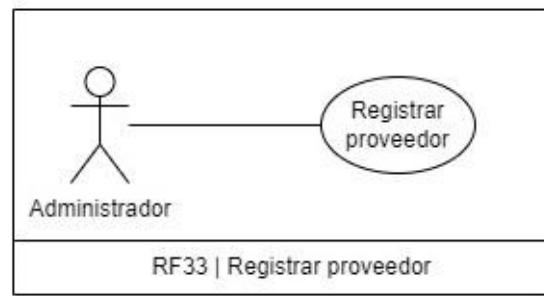 Registrar
proveedor
Administrador
RF33 | Registrar proveedor